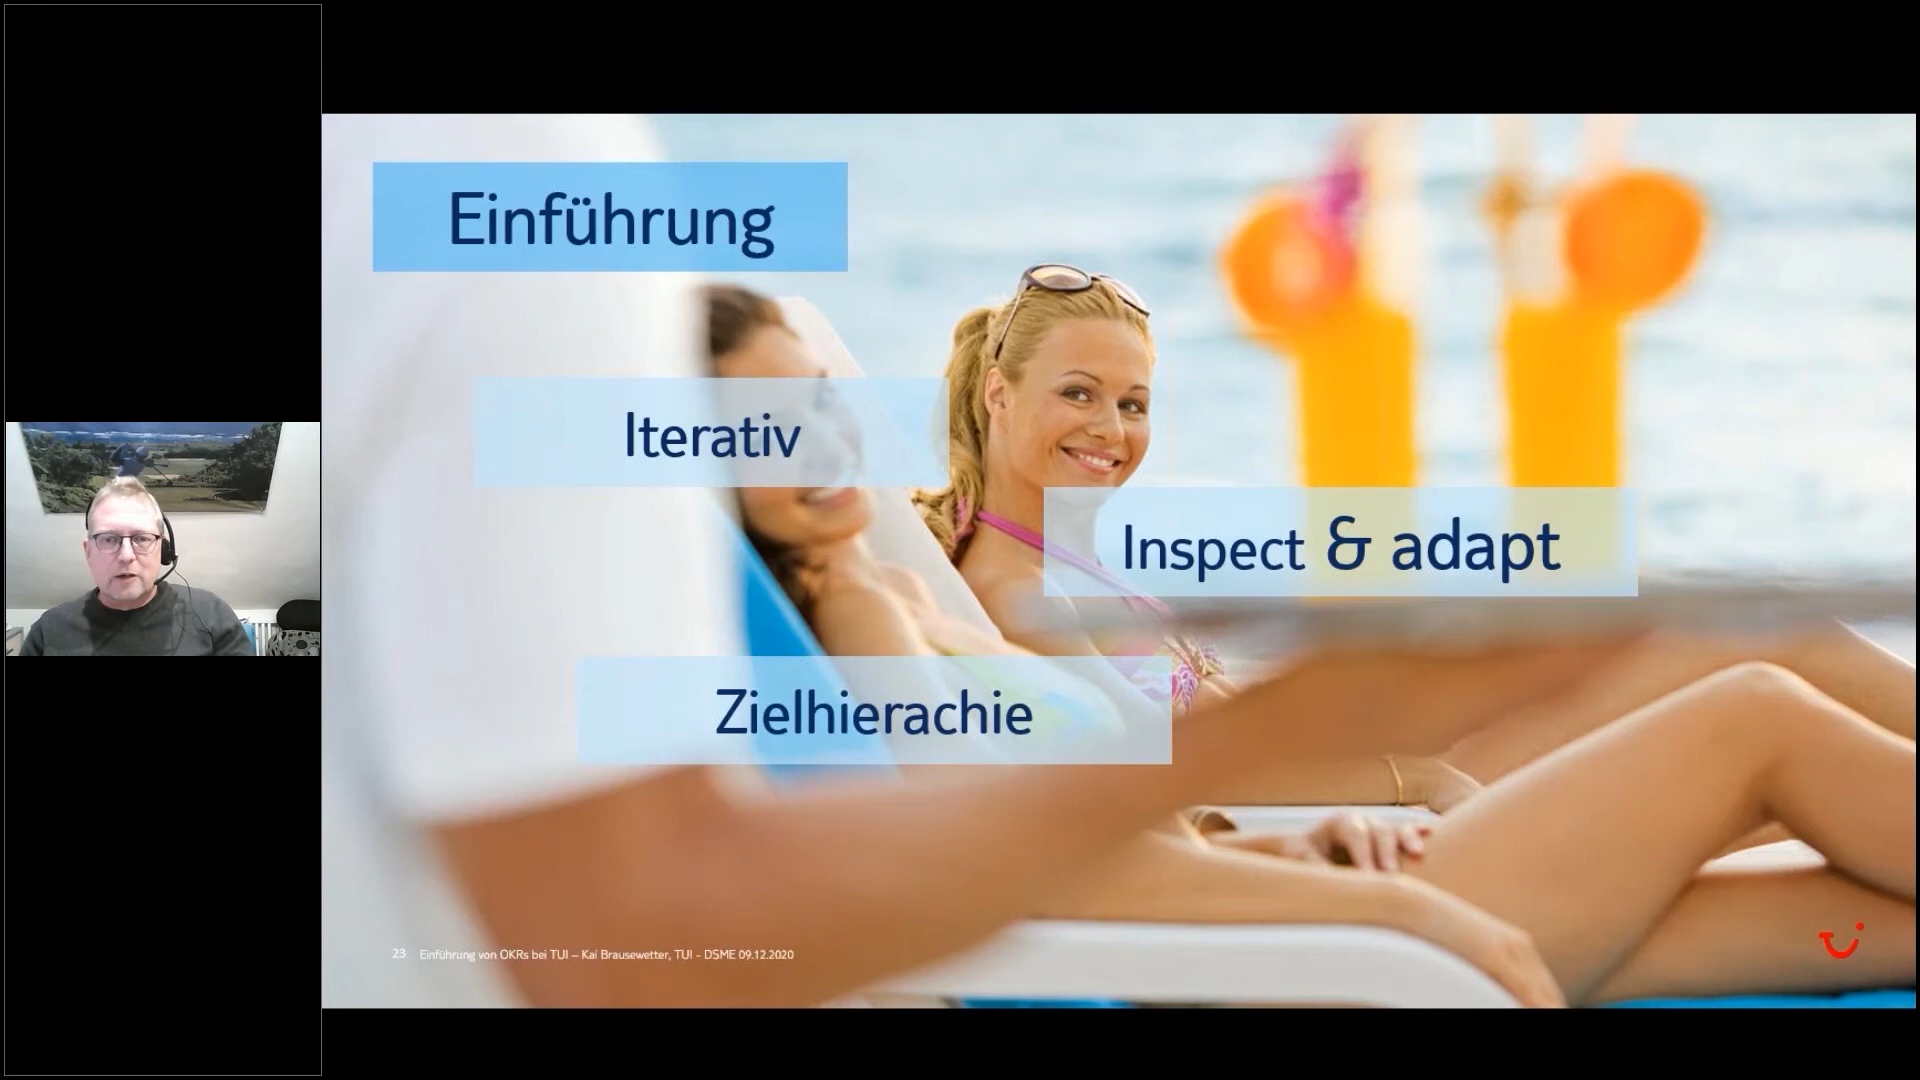 Einführung
Iterativ
Inspect & adapt
Zielhierachie
23 Einführung von OKRs bei TUI – Kai Brausewetter, TUI - DSME 09.12.2020